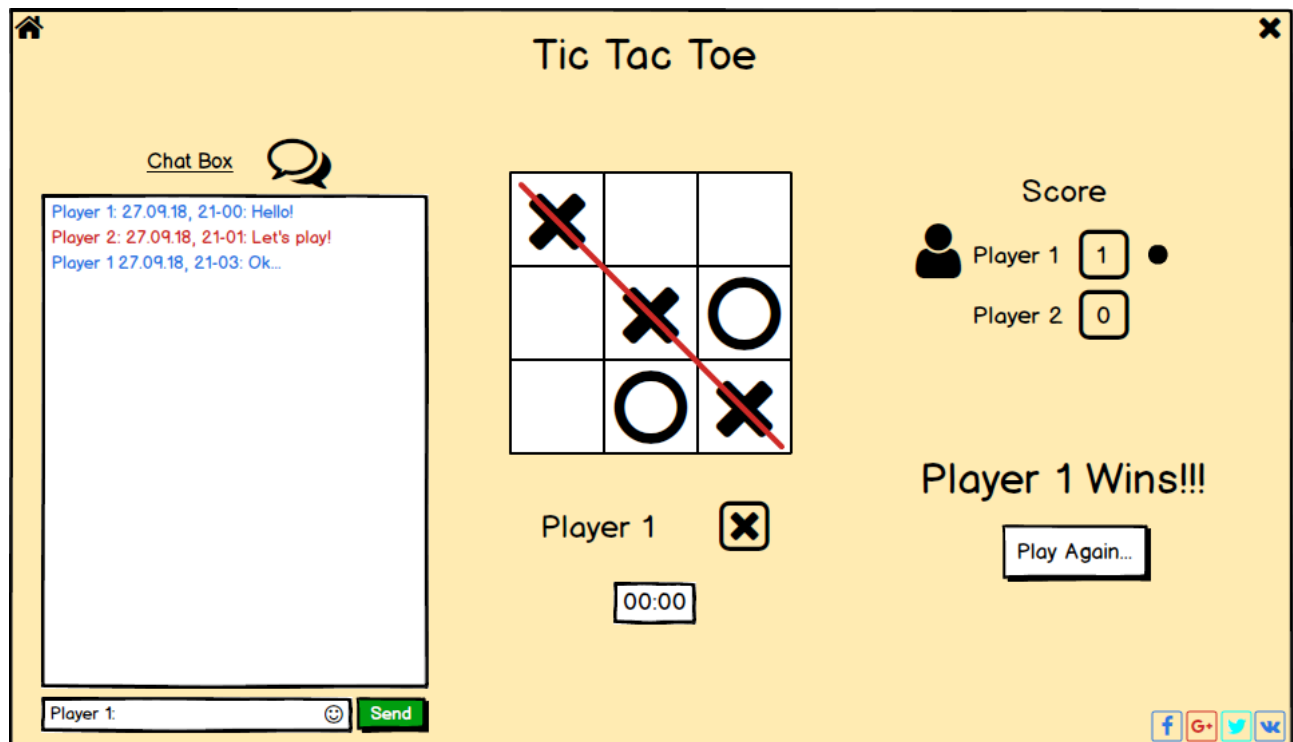 Tic Tac Toe
Chat Box
Player 1: 27.09.18, 21-00: Hello!
Player 2: 27.09.18, 21-01: Let's play!
Player 1 27.09.18, 21-03: Ok...
Player 1:
Send
Player 1
00:00
Score
Player 1 1
Player 2 0
Player 1 Wins!!!
Play Again...
f G+ VK